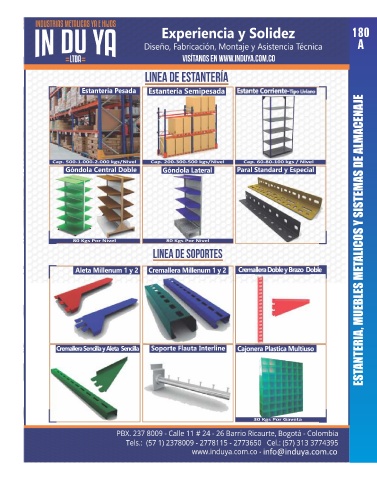 INDUSTRIAS METALICAS YA E HIJOS
IN DU YA
=LTDA=
Experiencia y Solidez
Diseño, Fabricación, Montaje y Asistencia Técnica
VISÍTANOS EN WWW.INDUYA.COM.CO
180
A
ESTANTERIA, MUEBLES METALICOS Y SISTEMAS DE ALMACENAJE
LINEA DE ESTANTERÍA
Estantería Pesada
Estantería Semipesada
Estante Corriente-Tipo Liviano
Cap. 500-1.000-2.000 kgs/Nivel
Cap. 200-300-500 kgs/Nivel
Cap. 60-80-100 kgs / Nivel
Góndola Central Doble
Góndola Lateral
Paral Standard y Especial
80 Kgs Por Nivel
80 Kgs Por Nivel
LINEA DE SOPORTES
Aleta Millenum 1 y 2
Cremallera Millenum 1 y 2
Cremallera Doble y Brazo Doble
Cremallera Sencilla y Aleta Sencilla
Soporte Flauta Interline
Cajonera Plastica Multiuso
30 Kgs Por Gaveta
PBX. 237 8009 - Calle 11 # 24 - 26 Barrio Ricaurte, Bogotá - Colombia
Tels.: (57 1) 2378009 - 2778115 - 2773650 Cel.: (57) 313 3774395
www.induya.com.co - info@induya.com.co